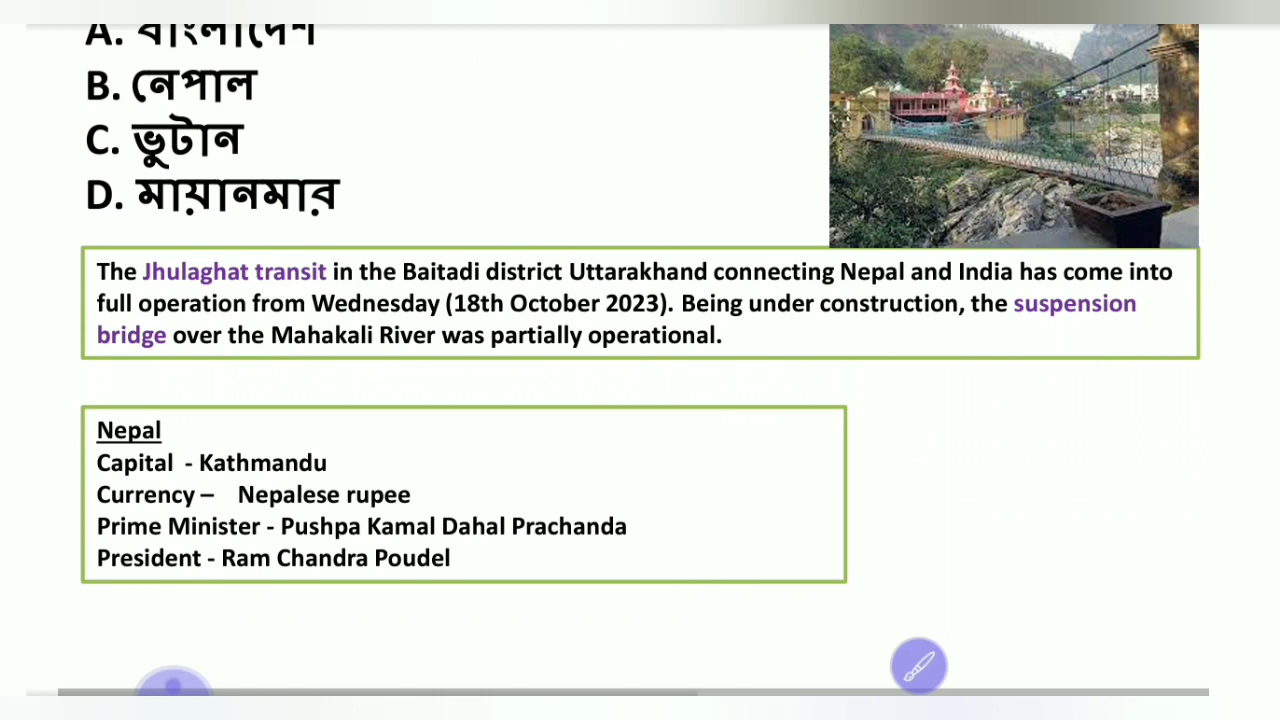 A. বাংলাদেশ
B. নেপাল
C. ভুটান
D. মায়ানমার
The Jhulaghat transit in the Baitadi district Uttarakhand connecting Nepal and India has come into
full operation from Wednesday (18th October 2023). Being under construction, the suspension
bridge over the Mahakali River was partially operational.
Nepal
Capital - Kathmandu
Currency – Nepalese rupee
Prime Minister - Pushpa Kamal Dahal Prachanda
President - Ram Chandra Poudel